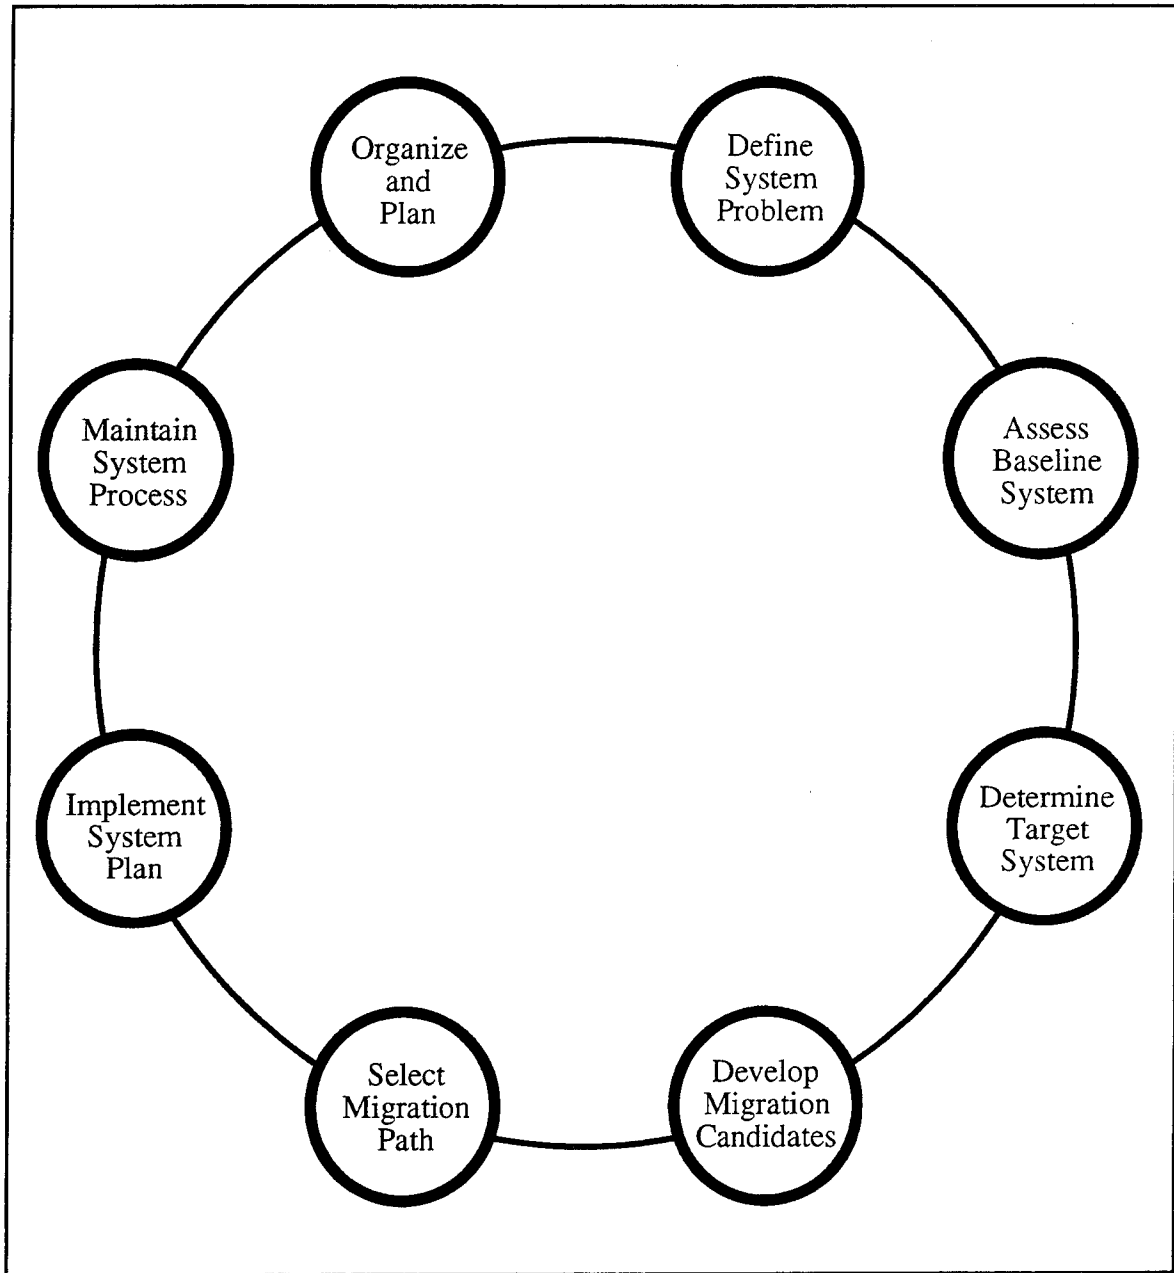 Organize
and
Plan
Define
System
Problem
Assess
Baseline
System
Determine
Target
System
Develop
Migration
Candidates
Select
Migration
Path
Implement
System
Plan
Maintain
System
Process